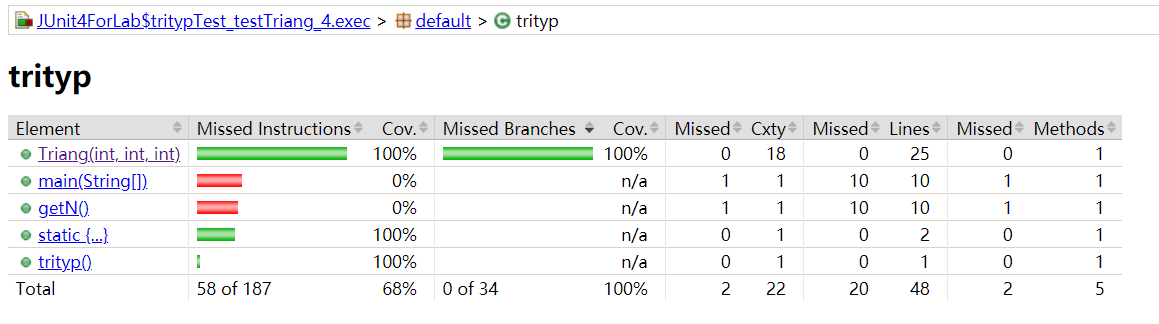 JUnit4ForLab$tritypTest_testTriang_4.exec > default > trityp
trityp
Element Missed Instructions Cov. Missed Branches Cov. Missed Cxty Missed Lines Missed Methods
Triang(int, int, int) 100% 100% 0 18 0 25 0 1
main(String[]) 0% n/a 1 1 10 10 1 1
getN() 0% n/a 1 1 10 10 1 1
static {...} 100% n/a 0 1 0 2 0 1
trityp() 100% n/a 0 1 0 1 0 1
Total 58 of 187 68% 0 of 34 100% 2 22 20 48 2 5